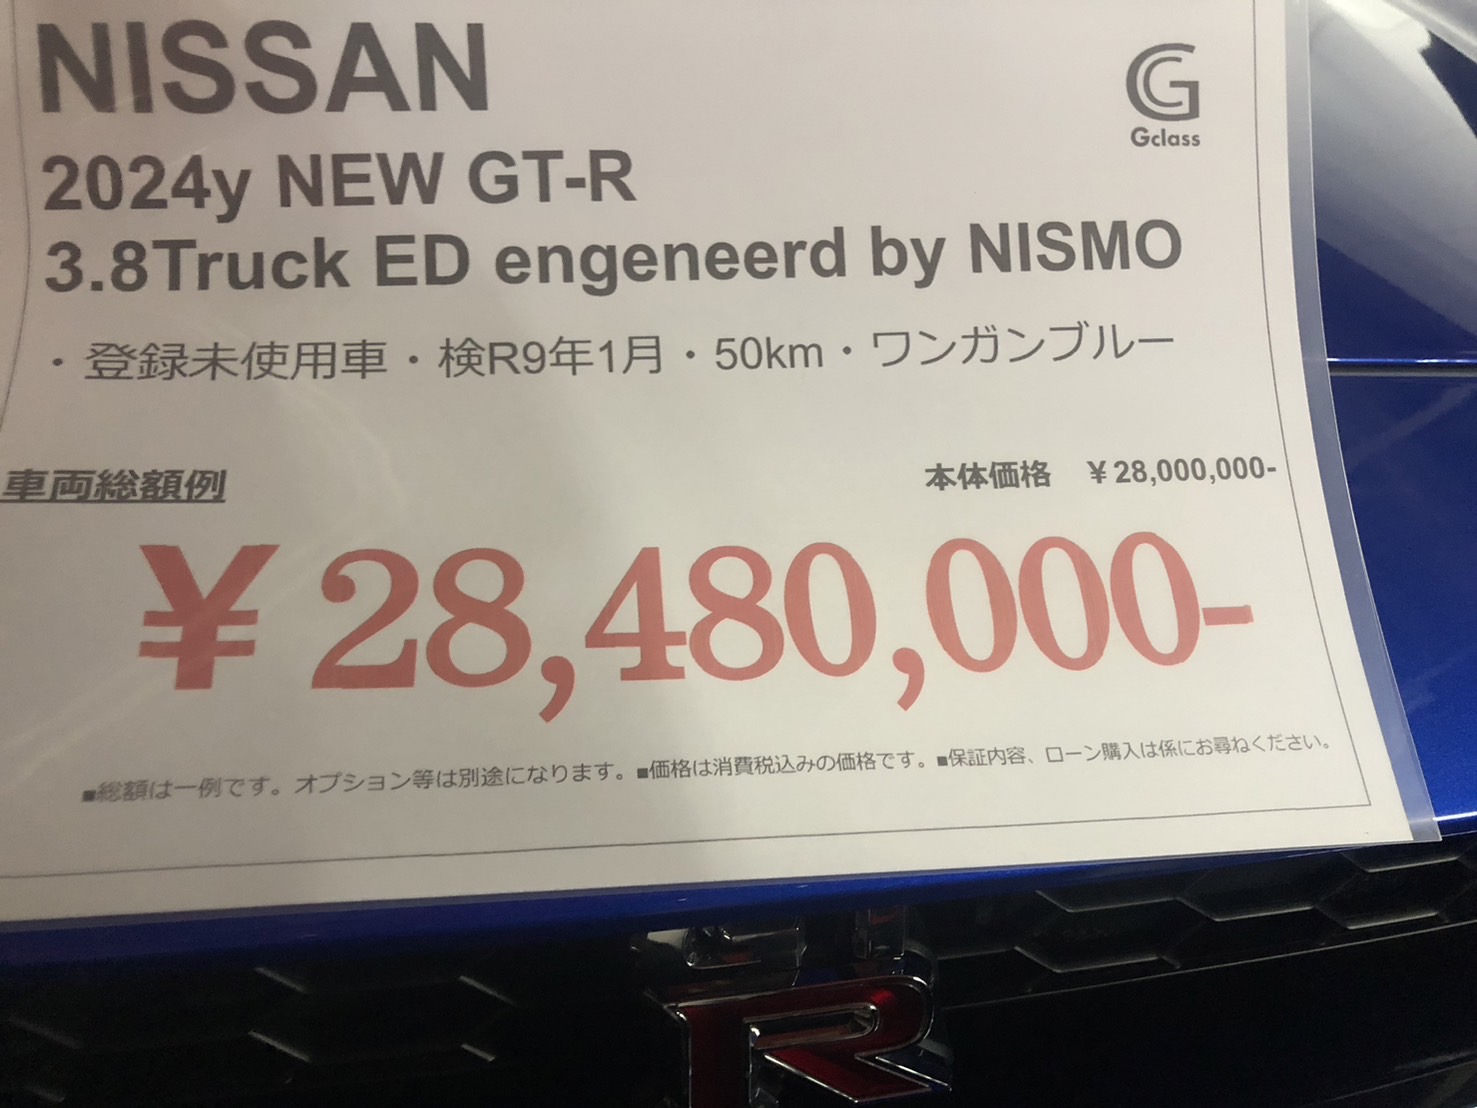 NISSAN
G
Gclass
2024y NEW GT-R
3.8Truck ED engeneerd by NISMO
・登録未使用車・検R9年1月・50km・ワンガンブルー
車両総額例
本体価格　¥28,000,000-
¥28,480,000-
■総額は一例です。オプション等は別途になります。■価格は消費税込みの価格です。■保証内容、ローン購入は係にお尋ねください。
R